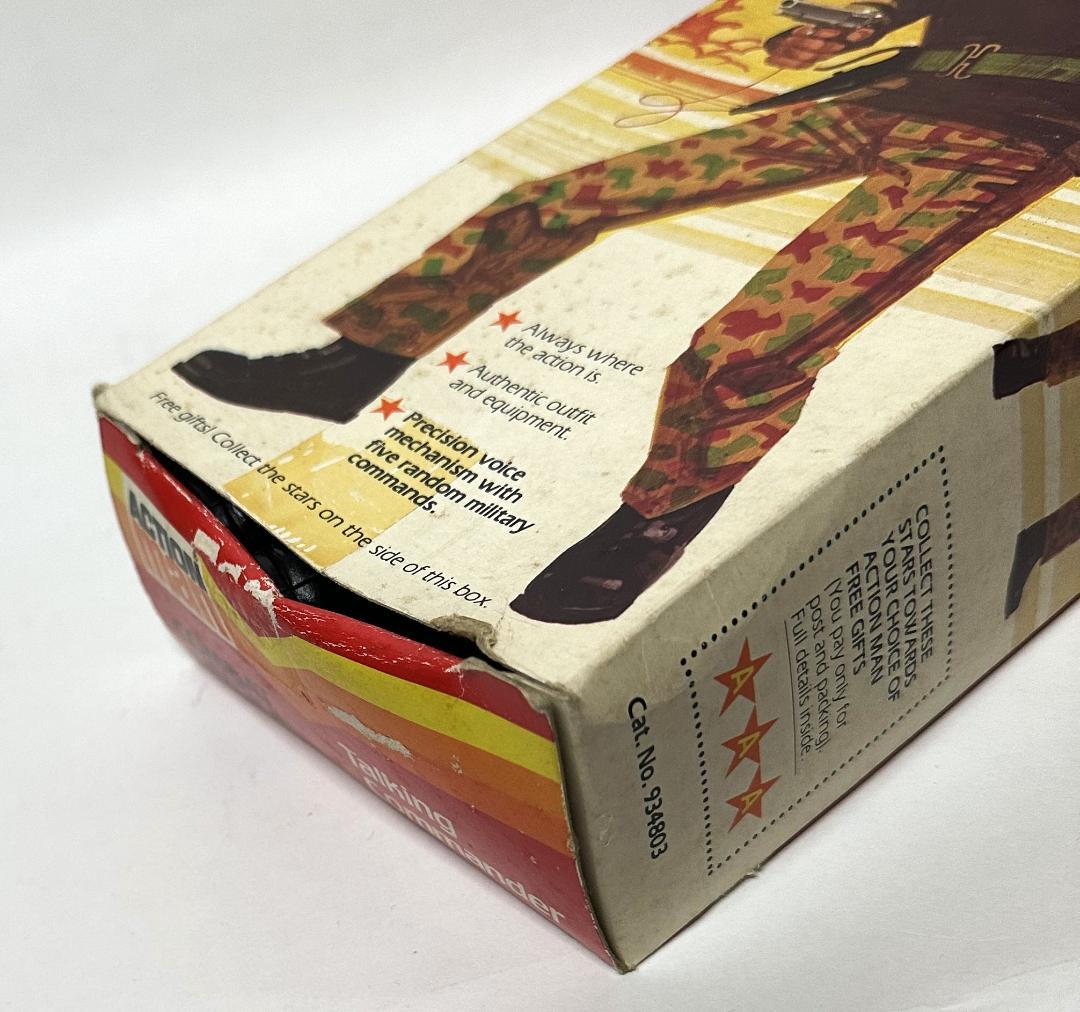 Always where
the action is.
Authentic outfit
and equipment.
Precision voice
mechanism with
five random military
commands.
Free gifts! Collect the stars on the side of this box.
ACTION
Talking
commander
Cat. No. 934803
COLLECT THESE
STARS TOWARDS
YOUR CHOICE OF
ACTION MAN
FREE GIFTS
(You pay only for
post and packing).
Full details inside.
A
A
A